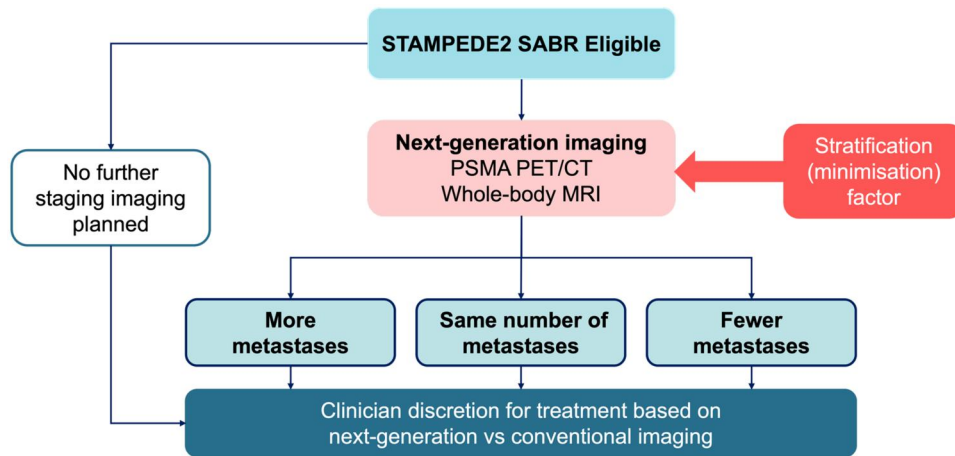 STAMPEDE2 SABR Eligible
Next-generation imaging
PSMA PET/CT
Whole-body MRI
Stratification
(minimisation)
factor
No further
staging imaging
planned
More
metastases
Same number of
metastases
Fewer
metastases
Clinician discretion for treatment based on
next-generation vs conventional imaging